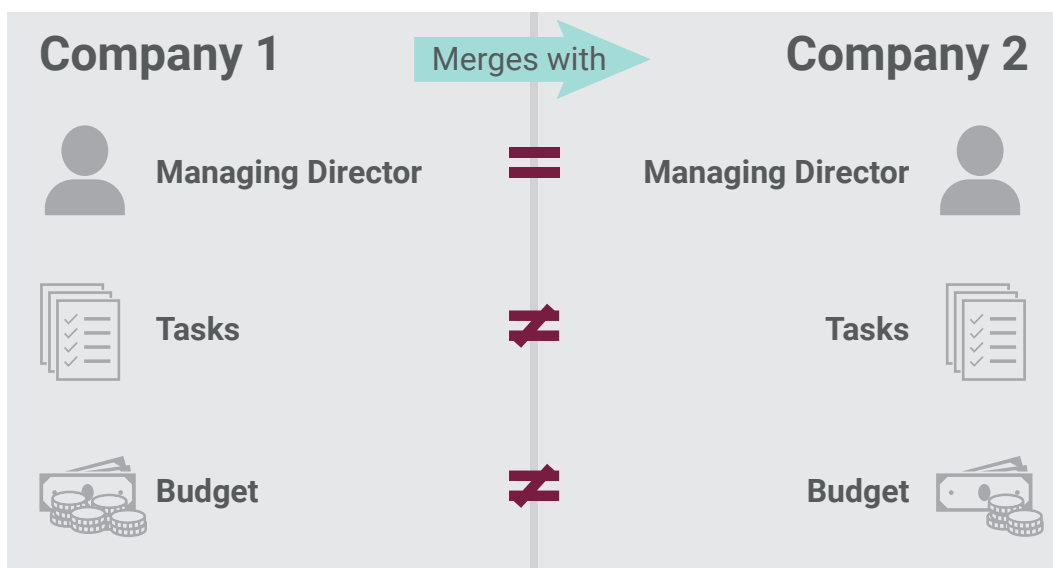 Company 1
Merges with
Company 2
Managing Director
=
Managing Director
Tasks
≠
Tasks
Budget
≠
Budget